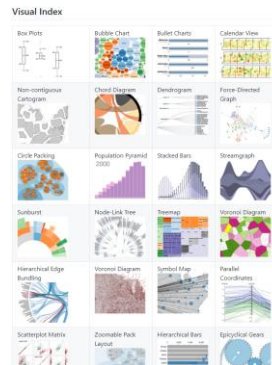 Visual Index
Box Plots
Bubble Chart
Bullet Charts
Calendar View
Non-contiguous
Cartogram
Chord Diagram
Dendrogram
Force-Directed
Graph
Circle Packing
Population Pyramid
2000
Stacked Bars
Streamgraph
Sunburst
Node-Link Tree
Treemap
Voronoi Diagram
Hierarchical Edge
Bundling
Voronoi Diagram
Symbol Map
Parallel
Coordinates
Scatterplot Matrix
Zoomable Pack
Layout
Hierarchical Bars
Epicyclical Gears